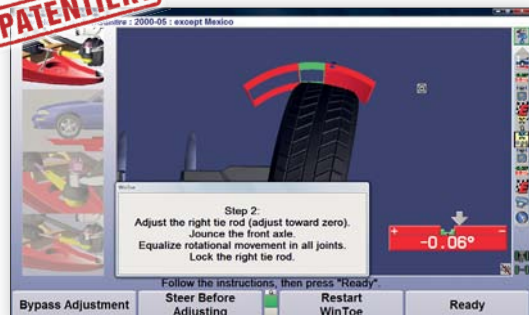 PATENTIERT
: 2000-05 : except Mexico
WinToe
Step 2:
Adjust the right tie rod (adjust toward zero).
Jounce the front axle.
Equalize rotational movement in all joints.
Lock the right tie rod.
+ -
-0.06°
Follow the instructions, then press "Ready".
Bypass Adjustment
Steer Before
Adjusting
Restart
WinToe
Ready